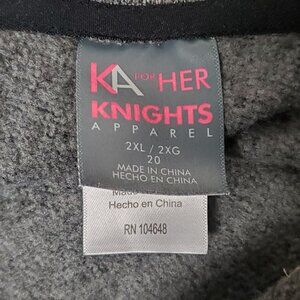 KA FOR HER
KNIGHTS
APPAREL
2XL / 2XG
20
MADE IN CHINA
HECHO EN CHINA
Made
Hecho en China
RN 104648